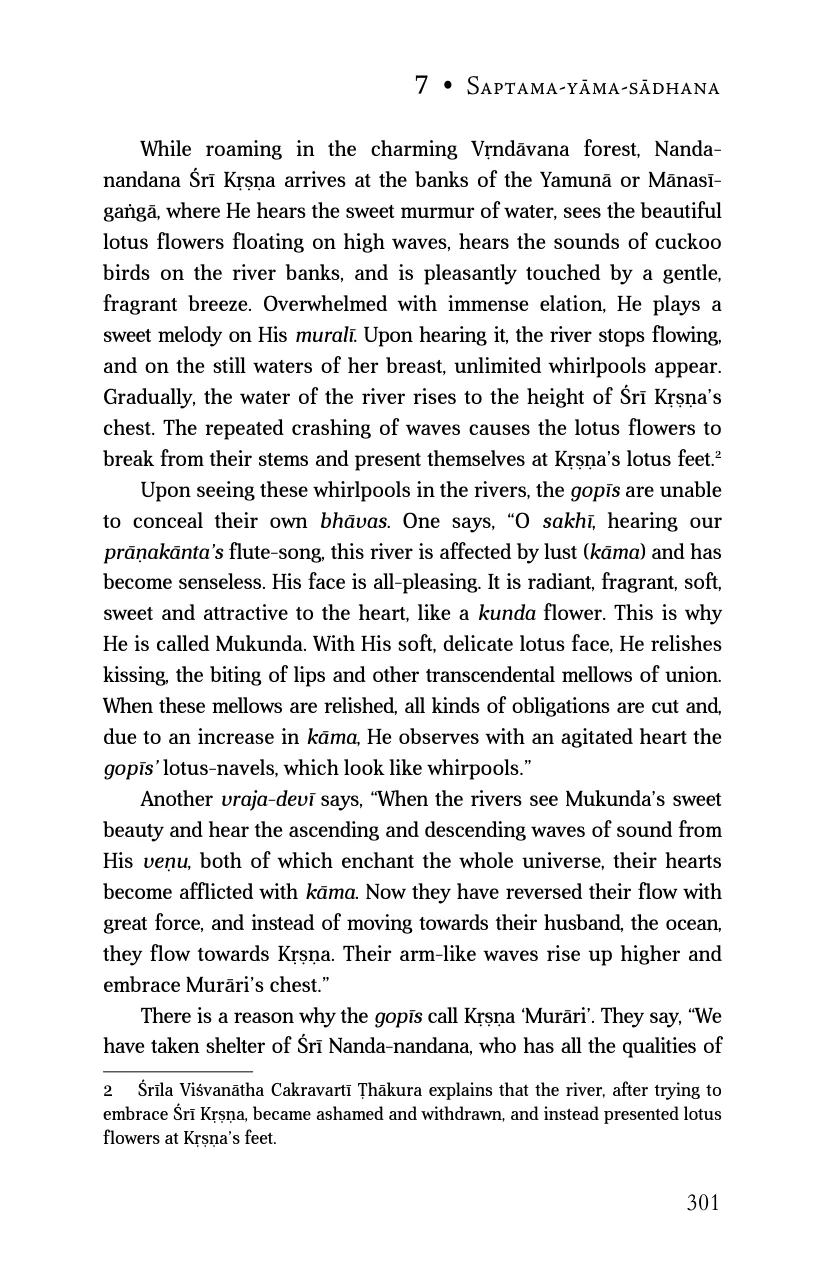 7 • Saptama-yāma-sādhana
While roaming in the charming Vṛndāvana forest, Nanda-
nandana Śrī Kṛṣṇa arrives at the banks of the Yamunā or Mānasī-
gaṅgā, where He hears the sweet murmur of water, sees the beautiful
lotus flowers floating on high waves, hears the sounds of cuckoo
birds on the river banks, and is pleasantly touched by a gentle,
fragrant breeze. Overwhelmed with immense elation, He plays a
sweet melody on His muralī. Upon hearing it, the river stops flowing,
and on the still waters of her breast, unlimited whirlpools appear.
Gradually, the water of the river rises to the height of Śrī Kṛṣṇa’s
chest. The repeated crashing of waves causes the lotus flowers to
break from their stems and present themselves at Kṛṣṇa’s lotus feet.²
Upon seeing these whirlpools in the rivers, the gopīs are unable
to conceal their own bhāvas. One says, “O sakhī, hearing our
prāṇakānta’s flute-song, this river is affected by lust (kāma) and has
become senseless. His face is all-pleasing. It is radiant, fragrant, soft,
sweet and attractive to the heart, like a kunda flower. This is why
He is called Mukunda. With His soft, delicate lotus face, He relishes
kissing, the biting of lips and other transcendental mellows of union.
When these mellows are relished, all kinds of obligations are cut and,
due to an increase in kāma, He observes with an agitated heart the
gopīs’ lotus-navels, which look like whirpools.”
Another vraja-devī says, “When the rivers see Mukunda’s sweet
beauty and hear the ascending and descending waves of sound from
His veṇu, both of which enchant the whole universe, their hearts
become afflicted with kāma. Now they have reversed their flow with
great force, and instead of moving towards their husband, the ocean,
they flow towards Kṛṣṇa. Their arm-like waves rise up higher and
embrace Murāri’s chest.”
There is a reason why the gopīs call Kṛṣṇa ‘Murāri’. They say, “We
have taken shelter of Śrī Nanda-nandana, who has all the qualities of
2 Śrīla Viśvanātha Cakravartī Ṭhākura explains that the river, after trying to
embrace Śrī Kṛṣṇa, became ashamed and withdrawn, and instead presented lotus
flowers at Kṛṣṇa’s feet.
301